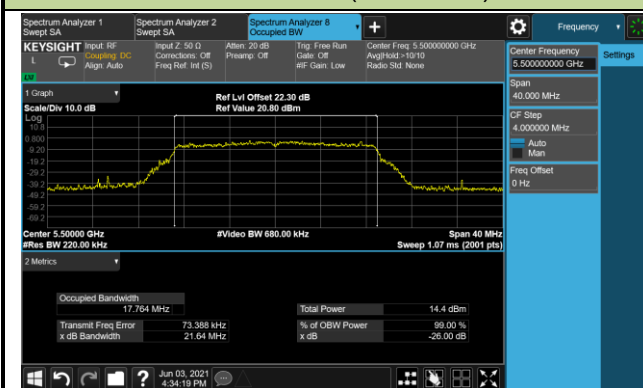 Spectrum Analyzer 1
Swept SA
Spectrum Analyzer 2
Swept SA
Spectrum Analyzer 8
Occupied BW
Frequency
KEYSIGHT
L
Input: RF
Coupling: DC
Align: Auto
Input Z: 50 Ω
Corrections: Off
Freq Ref: Int (S)
Atten: 20 dB
Preamp: Off
Trig: Free Run
Gate: Off
#IF Gain: Low
Center Freq: 5.500000000 GHz
Avg|Hold:>10/10
Radio Std: None
Center Frequency
5.500000000 GHz
Settings
Span
40.000 MHz
CF Step
4.000000 MHz
Auto
Man
Freq Offset
0 Hz
1 Graph
Scale/Div 10.0 dB
Ref Lvl Offset 22.30 dB
Ref Value 20.80 dBm
Log
10.8
0.800
-9.20
-19.2
-29.2
-39.2
-49.2
-59.2
-69.2
Center 5.50000 GHz
#Res BW 220.00 kHz
#Video BW 680.00 kHz
Span 40 MHz
Sweep 1.07 ms (2001 pts)
2 Metrics
Occupied Bandwidth
17.764 MHz
Total Power
14.4 dBm
Transmit Freq Error
73.388 kHz
% of OBW Power
99.00 %
x dB Bandwidth
21.64 MHz
x dB
-26.00 dB
Jun 03, 2021
4:34:19 PM